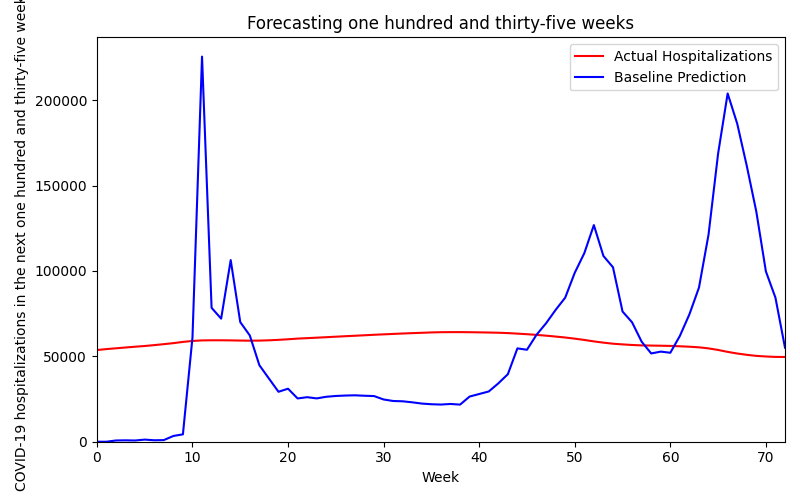 Forecasting one hundred and thirty-five weeks
Actual Hospitalizations
Baseline Prediction
COVID-19 hospitalizations in the next one hundred and thirty-five week
200000
150000
100000
50000
0
0 10 20 30 40 50 60 70
Week